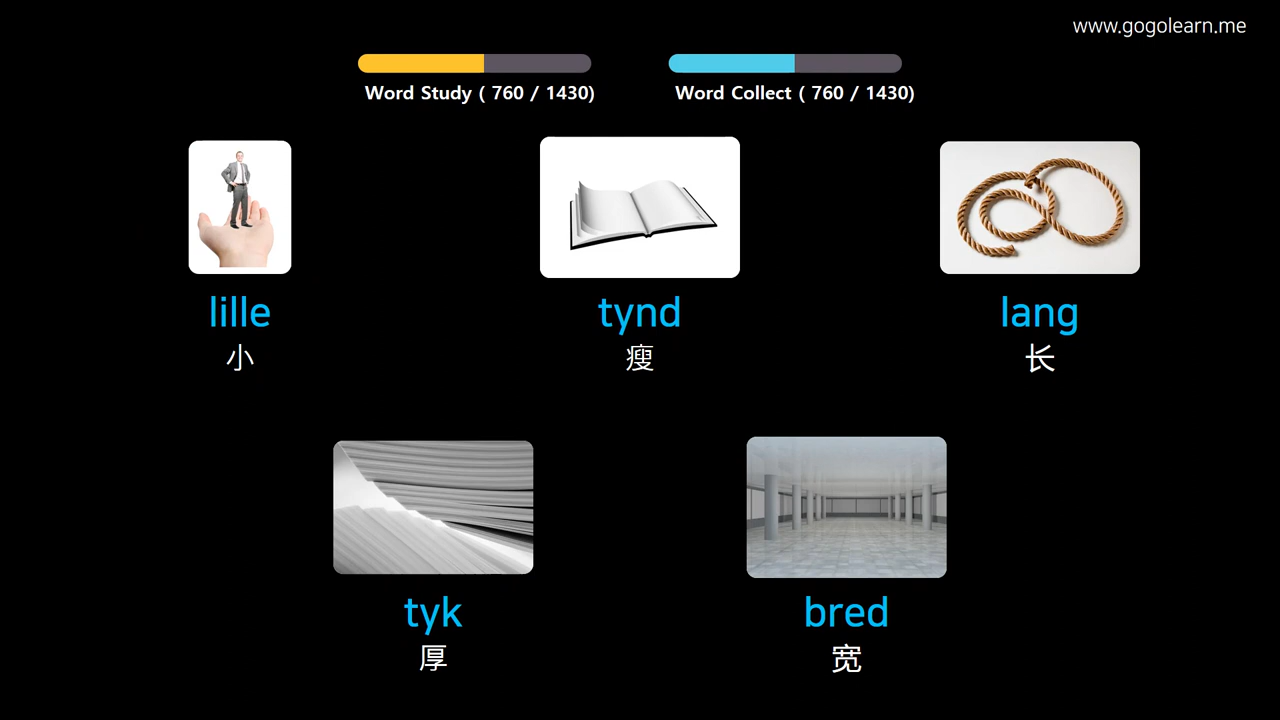 www.gogolearn.me
Word Study ( 760 / 1430)
Word Collect ( 760 / 1430)
lille
小
tynd
瘦
lang
长
tyk
厚
bred
宽